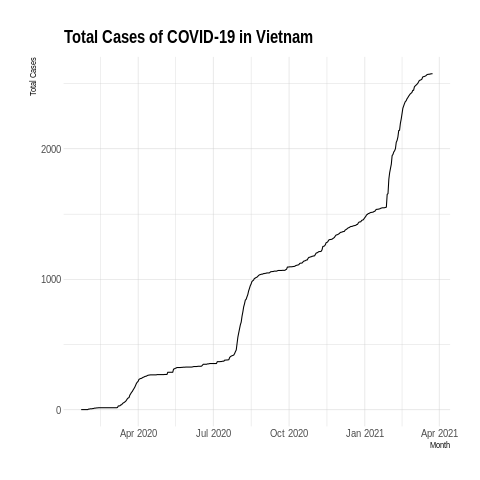 Total Cases of COVID-19 in Vietnam
Total Cases
2000
1000
0
Apr 2020
Jul 2020
Oct 2020
Jan 2021
Apr 2021
Month